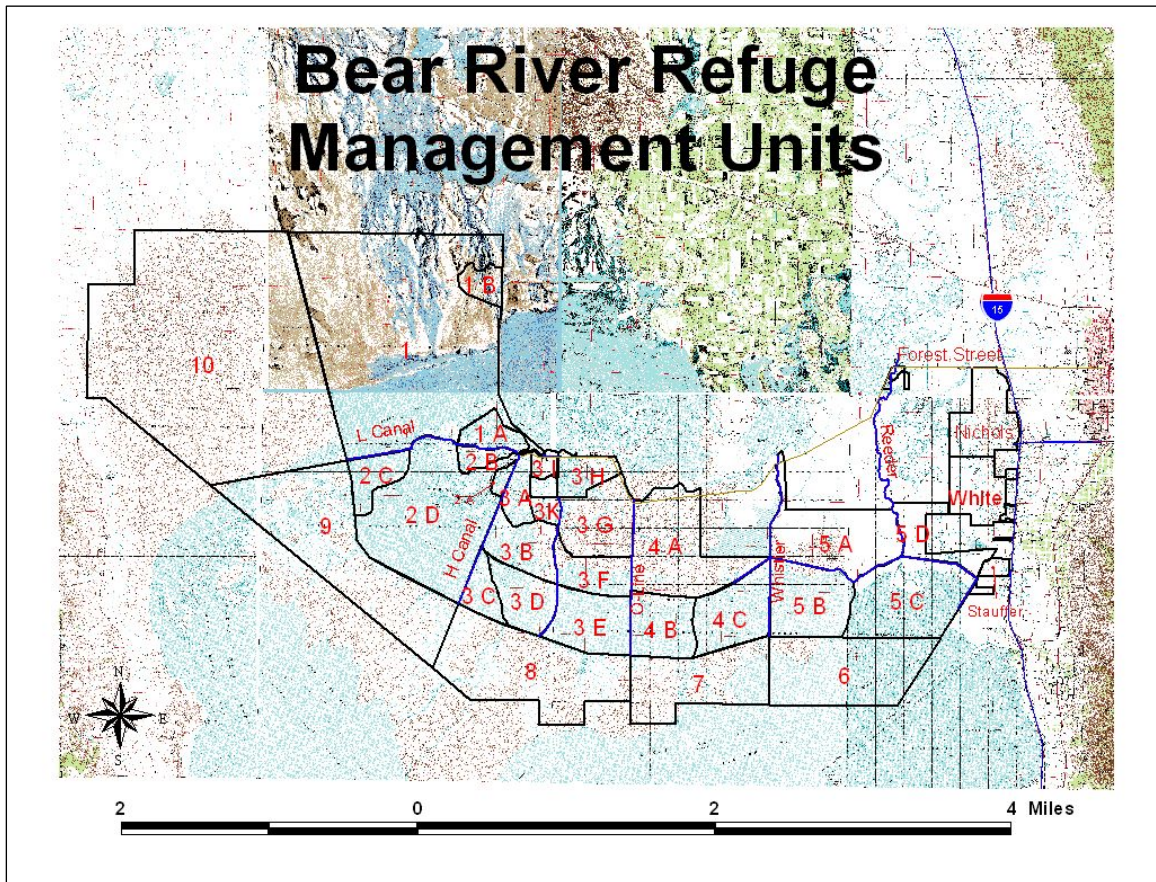 Bear River Refuge
Management Units
15
1 B
1
10
Forest Street
Reeder
Nichols
L Canal
1 A
2 B
2 C
3 I
3 H
3 A
3K
White
2 D
3 G
4 A
5 A
5 D
9
H Canal
3 B
3 F
O Line
Whistler
3 C
3 D
3 E
4 B
4 C
5 B
5 C
Stauffer
8
7
6
N
W
E
S
2 0 2 4 Miles